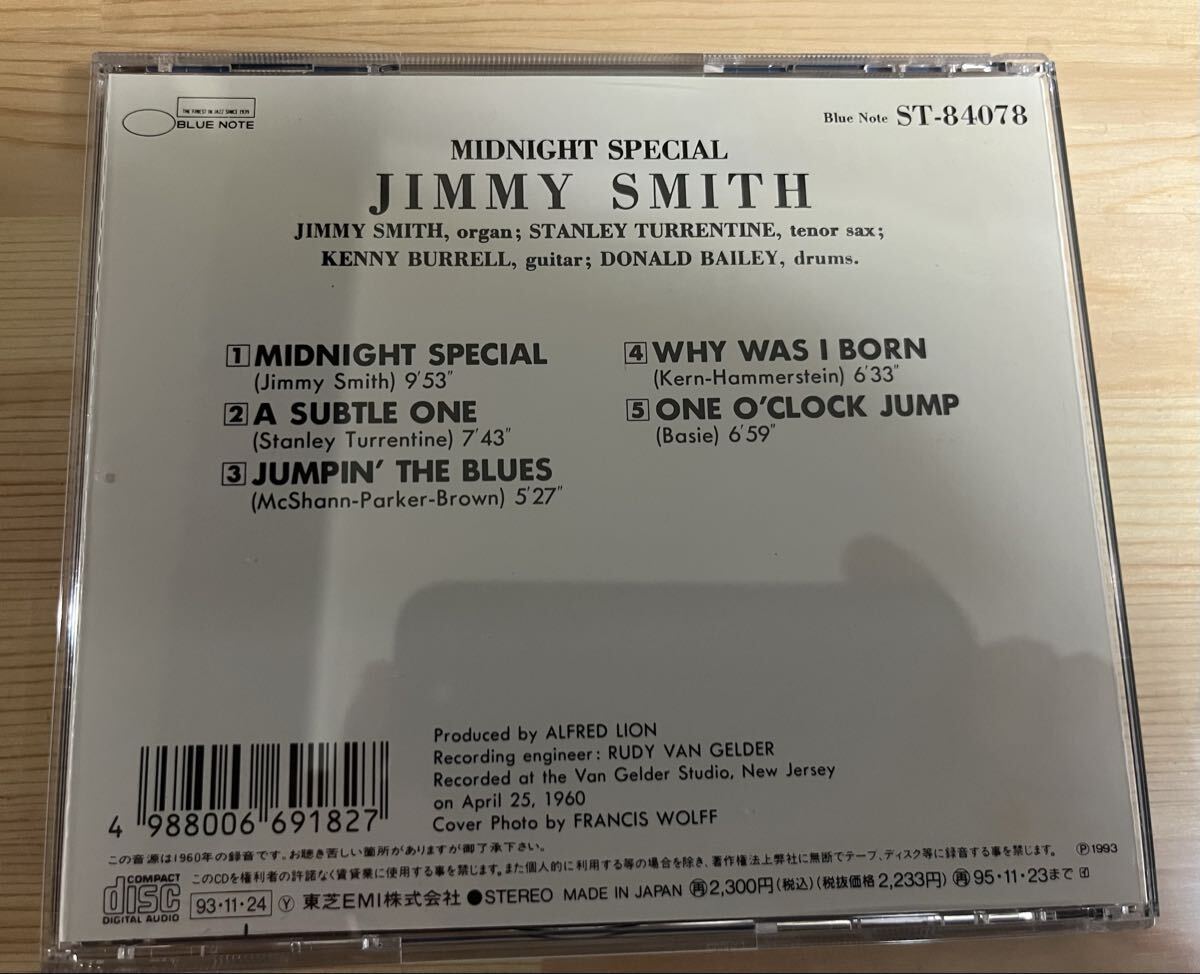 THE FINEST IN JAZZ SINCE 1939
BLUE NOTE
Blue Note ST-84078
MIDNIGHT SPECIAL
JIMMY SMITH
JIMMY SMITH, organ; STANLEY TURRENTINE, tenor sax;
KENNY BURRELL, guitar; DONALD BAILEY, drums.
1 MIDNIGHT SPECIAL
(Jimmy Smith) 9'53"
2 A SUBTLE ONE
(Stanley Turrentine) 7'43"
3 JUMPIN' THE BLUES
(McShann-Parker-Brown) 5'27"
4 WHY WAS I BORN
(Kern-Hammerstein) 6'33"
5 ONE O'CLOCK JUMP
(Basie) 6'59"
Produced by ALFRED LION
Recording engineer: RUDY VAN GELDER
Recorded at the Van Gelder Studio, New Jersey
on April 25, 1960
Cover Photo by FRANCIS WOLFF
4 988006 691827
この音源は1960年の録音です。お聴き苦しい箇所がありますが御了承下さい。
このCDを権利者の許諾なく賃貸業に使用する事を禁じます。また個人的に利用する等の場合を除き、著作権法上弊社に無断でテープ、ディスク等に録音する事を禁じます。 Ⓟ1993
COMPACT disc DIGITAL AUDIO
93・11・24 Ⓨ 東芝EMI株式会社 ●STEREO MADE IN JAPAN ㊢2,300円(税込)(税抜価格2,233円)㊢95・11・23まで